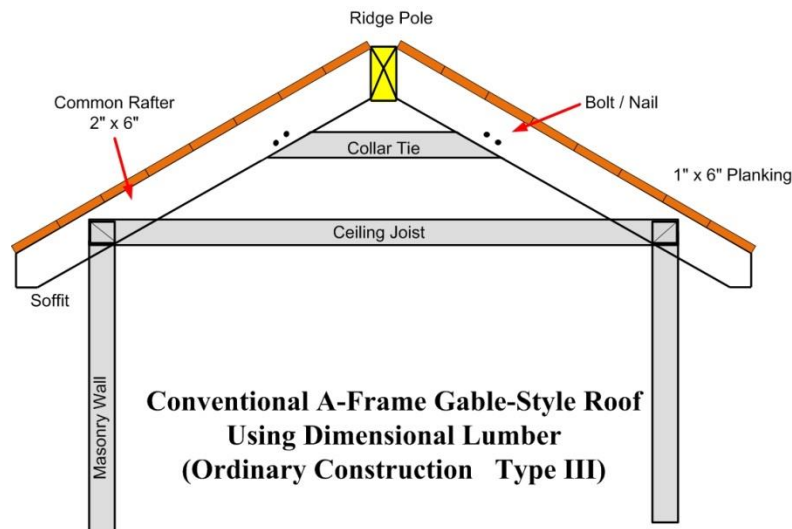 Ridge Pole
Common Rafter
2" x 6"
Bolt / Nail
Collar Tie
1" x 6" Planking
Ceiling Joist
Soffit
Masonry Wall
Conventional A-Frame Gable-Style Roof
Using Dimensional Lumber
(Ordinary Construction   Type III)